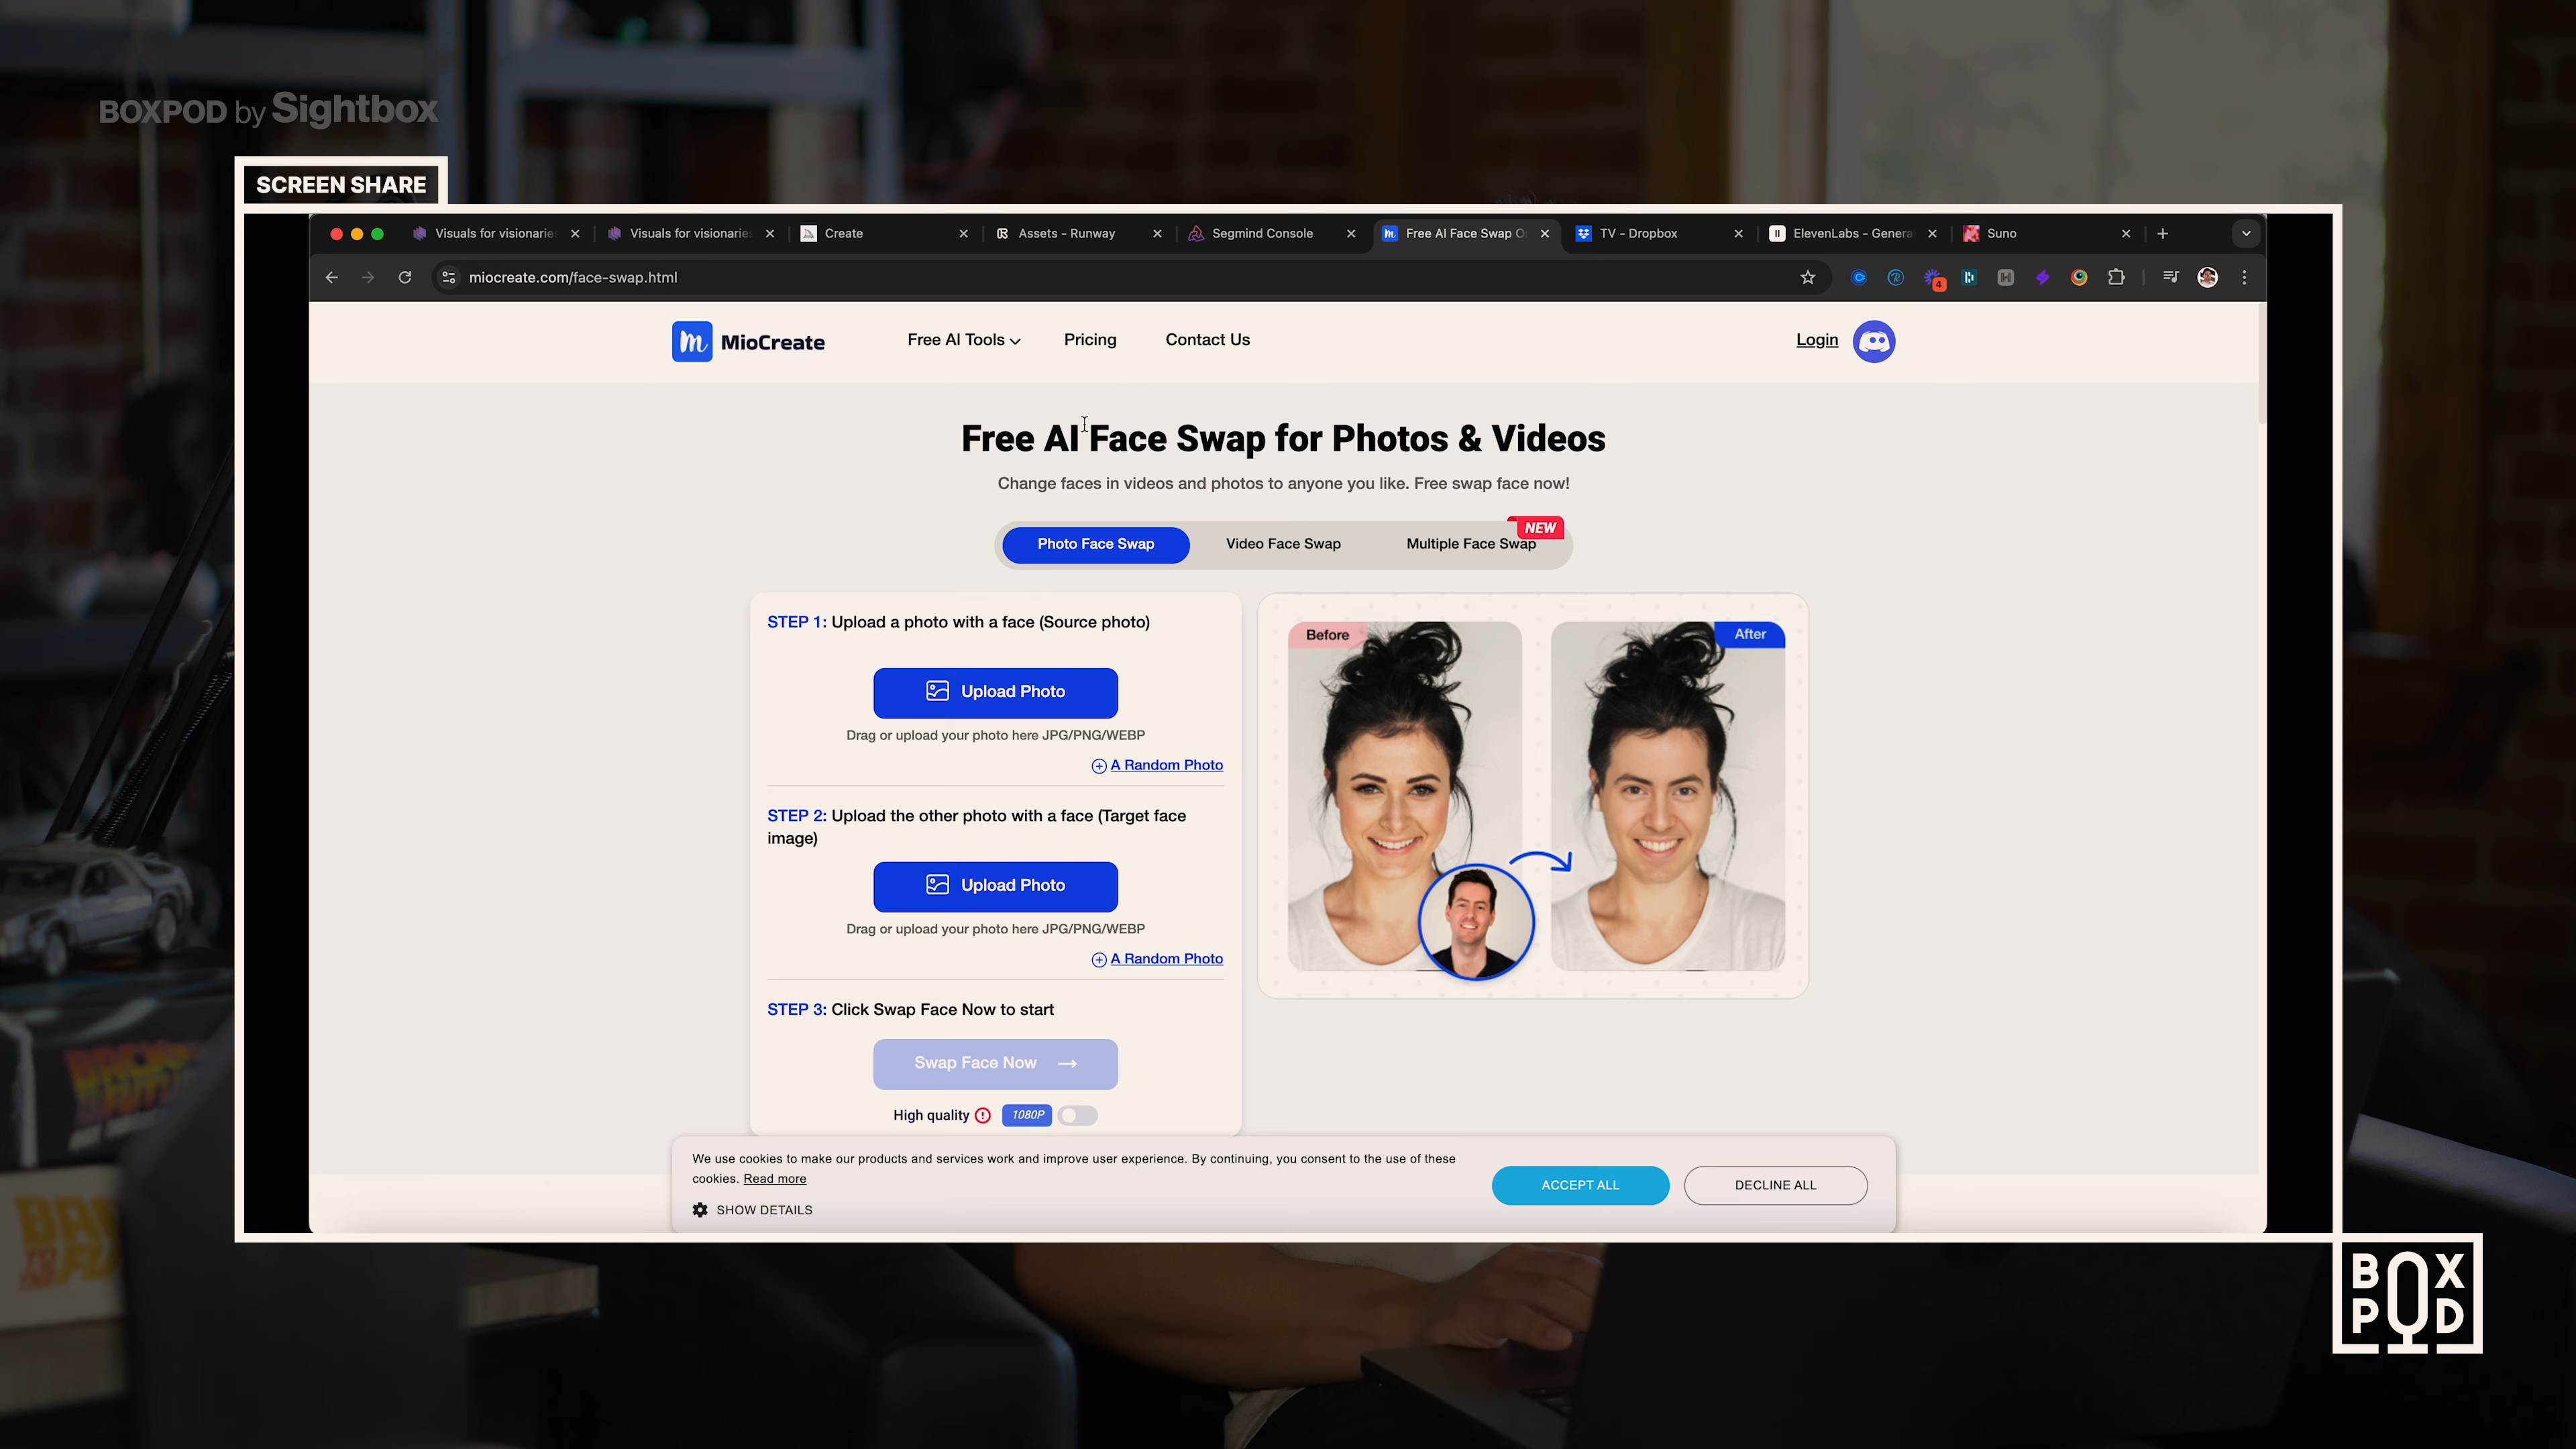 BOXPOD by Sightbox
SCREEN SHARE
Visuals for visionarie
Visuals for visionarie
Create
Assets - Runway
Segmind Console
Free AI Face Swap O
TV - Dropbox
ElevenLabs - Genera
Suno
miocreate.com/face-swap.html
4
MioCreate
Free AI Tools
Pricing
Contact Us
Login
Free AI Face Swap for Photos & Videos
Change faces in videos and photos to anyone you like. Free swap face now!
Photo Face Swap
Video Face Swap
Multiple Face Swap
NEW
STEP 1: Upload a photo with a face (Source photo)
Upload Photo
Drag or upload your photo here JPG/PNG/WEBP
A Random Photo
STEP 2: Upload the other photo with a face (Target face
image)
Upload Photo
Drag or upload your photo here JPG/PNG/WEBP
A Random Photo
STEP 3: Click Swap Face Now to start
Swap Face Now
High quality
1080P
Before
After
We use cookies to make our products and services work and improve user experience. By continuing, you consent to the use of these
cookies. Read more
SHOW DETAILS
ACCEPT ALL
DECLINE ALL
BACK
TO THE
BOX
POD